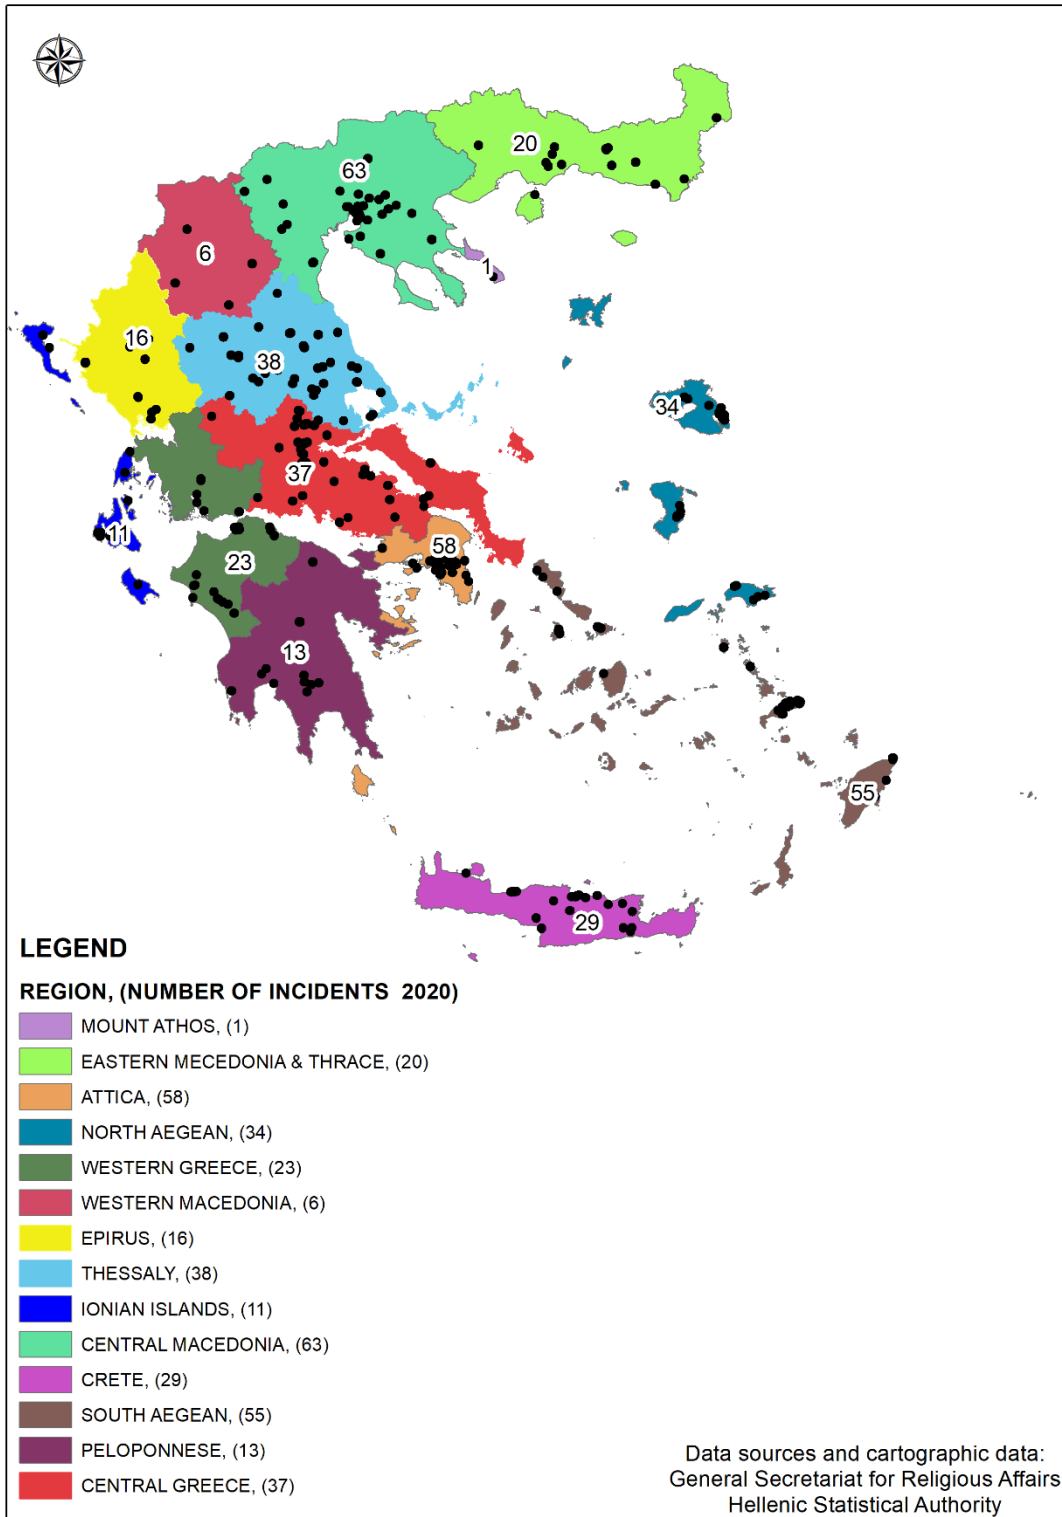 20
63
6
1
16
38
34
37
11
58
23
13
55
29
LEGEND
REGION, (NUMBER OF INCIDENTS 2020)
MOUNT ATHOS, (1)
EASTERN MECEDONIA & THRACE, (20)
ATTICA, (58)
NORTH AEGEAN, (34)
WESTERN GREECE, (23)
WESTERN MACEDONIA, (6)
EPIRUS, (16)
THESSALY, (38)
IONIAN ISLANDS, (11)
CENTRAL MACEDONIA, (63)
CRETE, (29)
SOUTH AEGEAN, (55)
PELOPONNESE, (13)
CENTRAL GREECE, (37)
Data sources and cartographic data:
General Secretariat for Religious Affairs
Hellenic Statistical Authority